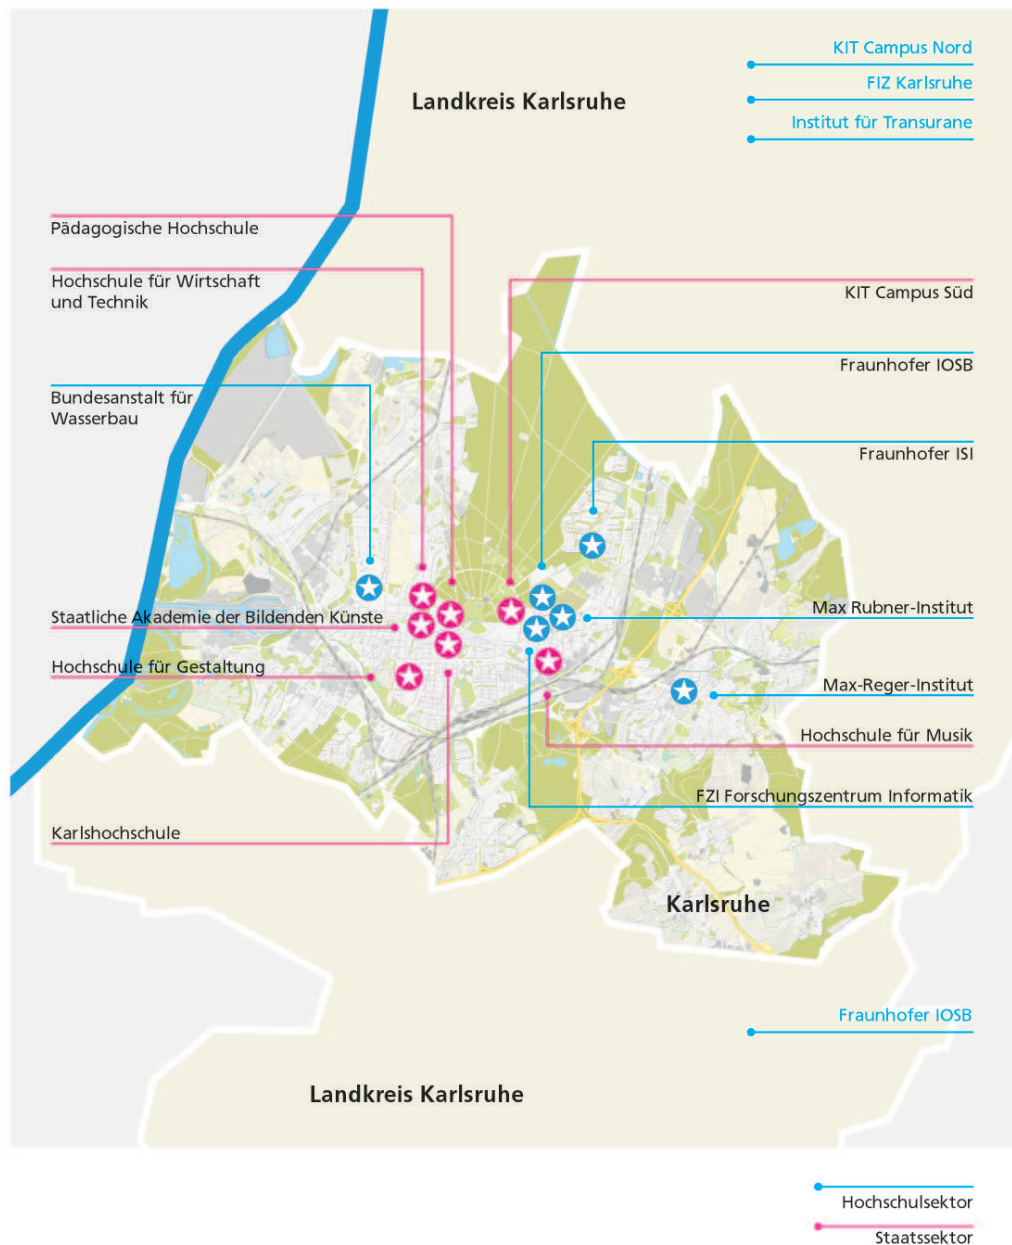 KIT Campus Nord
FIZ Karlsruhe
Landkreis Karlsruhe
Institut für Transurane
Pädagogische Hochschule
Hochschule für Wirtschaft
und Technik
KIT Campus Süd
Fraunhofer IOSB
Bundesanstalt für
Wasserbau
Fraunhofer ISI
Max Rubner-Institut
Staatliche Akademie der Bildenden Künste
Hochschule für Gestaltung
Max-Reger-Institut
Hochschule für Musik
FZI Forschungszentrum Informatik
Karlshochschule
Karlsruhe
Fraunhofer IOSB
Landkreis Karlsruhe
Hochschulsektor
Staatssektor